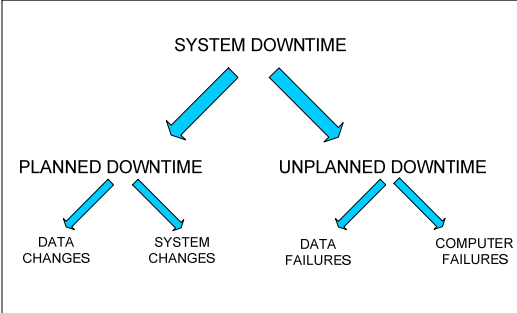 SYSTEM DOWNTIME
PLANNED DOWNTIME
UNPLANNED DOWNTIME
DATA
CHANGES
SYSTEM
CHANGES
DATA
FAILURES
COMPUTER
FAILURES